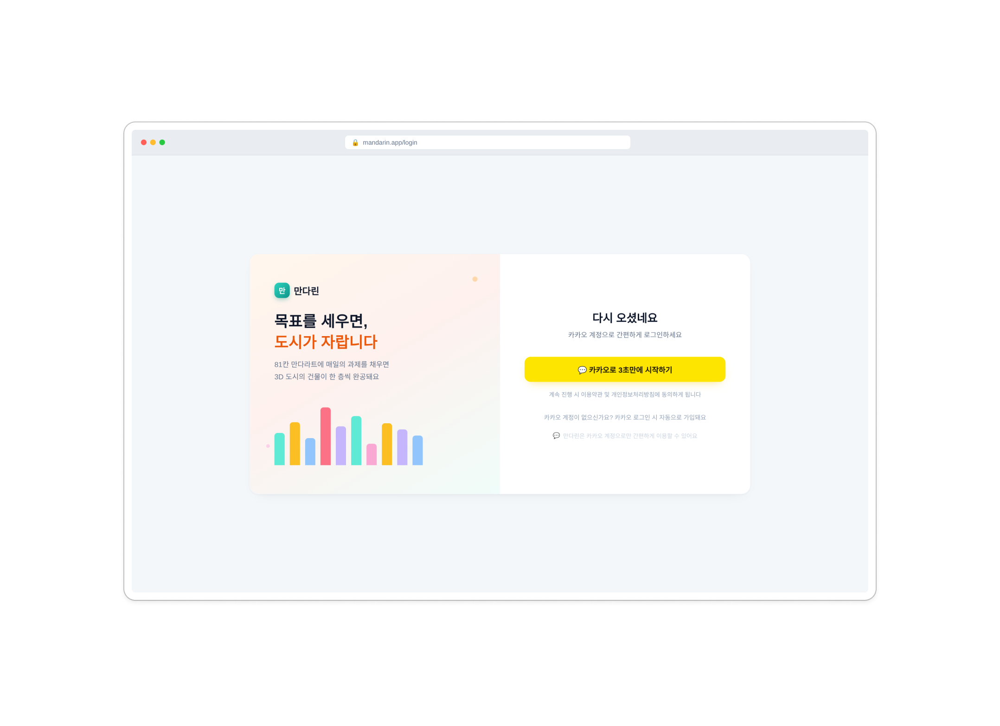 mandarin.app/login
만 만다린
목표를 세우면,
도시가 자랍니다
81칸 만다라트에 매일의 과제를 채우면
3D 도시의 건물이 한 층씩 완공돼요
다시 오셨네요
카카오 계정으로 간편하게 로그인하세요
💬 카카오로 3초만에 시작하기
계속 진행 시 이용약관 및 개인정보처리방침에 동의하게 됩니다
카카오 계정이 없으신가요? 카카오 로그인 시 자동으로 가입돼요
💬 만다린은 카카오 계정으로만 간편하게 이용할 수 있어요